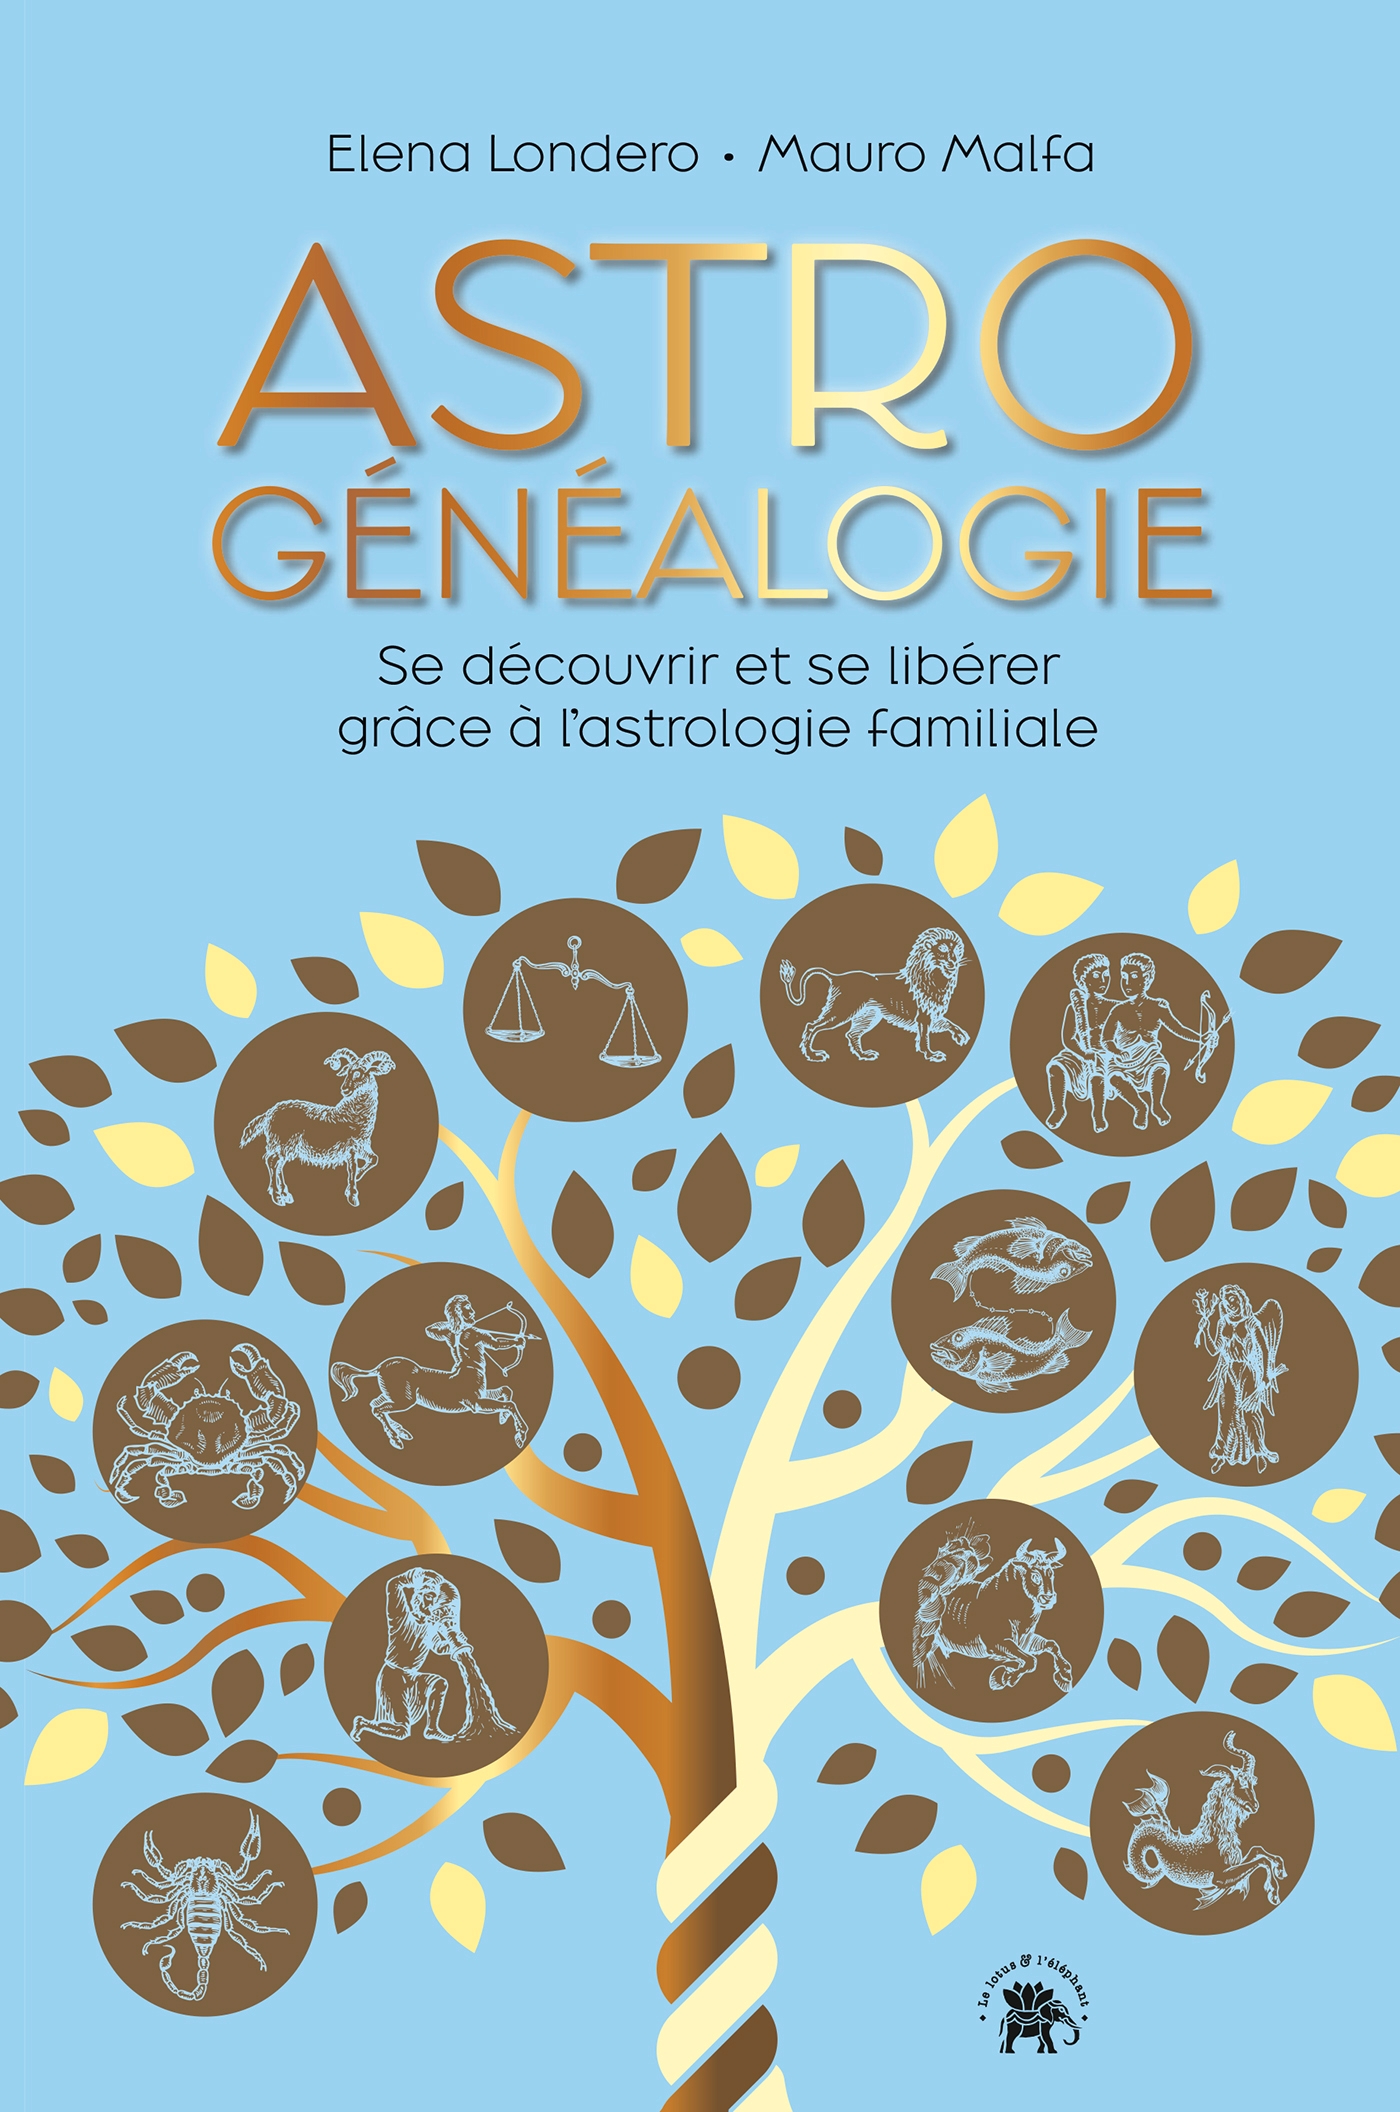 Elena Londero • Mauro Malfa
ASTRO
GÉNÉALOGIE
Se découvrir et se libérer
grâce à l'astrologie familiale
Le lotus & l'éléphant